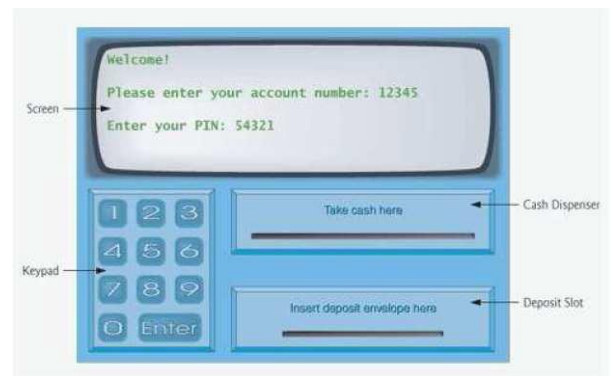 Welcome!
Please enter your account number: 12345
Enter your PIN: 54321
Screen
1 2 3
4 5 6
7 8 9
0 Enter
Keypad
Take cash here
Cash Dispenser
Insert deposit envelope here
Deposit Slot